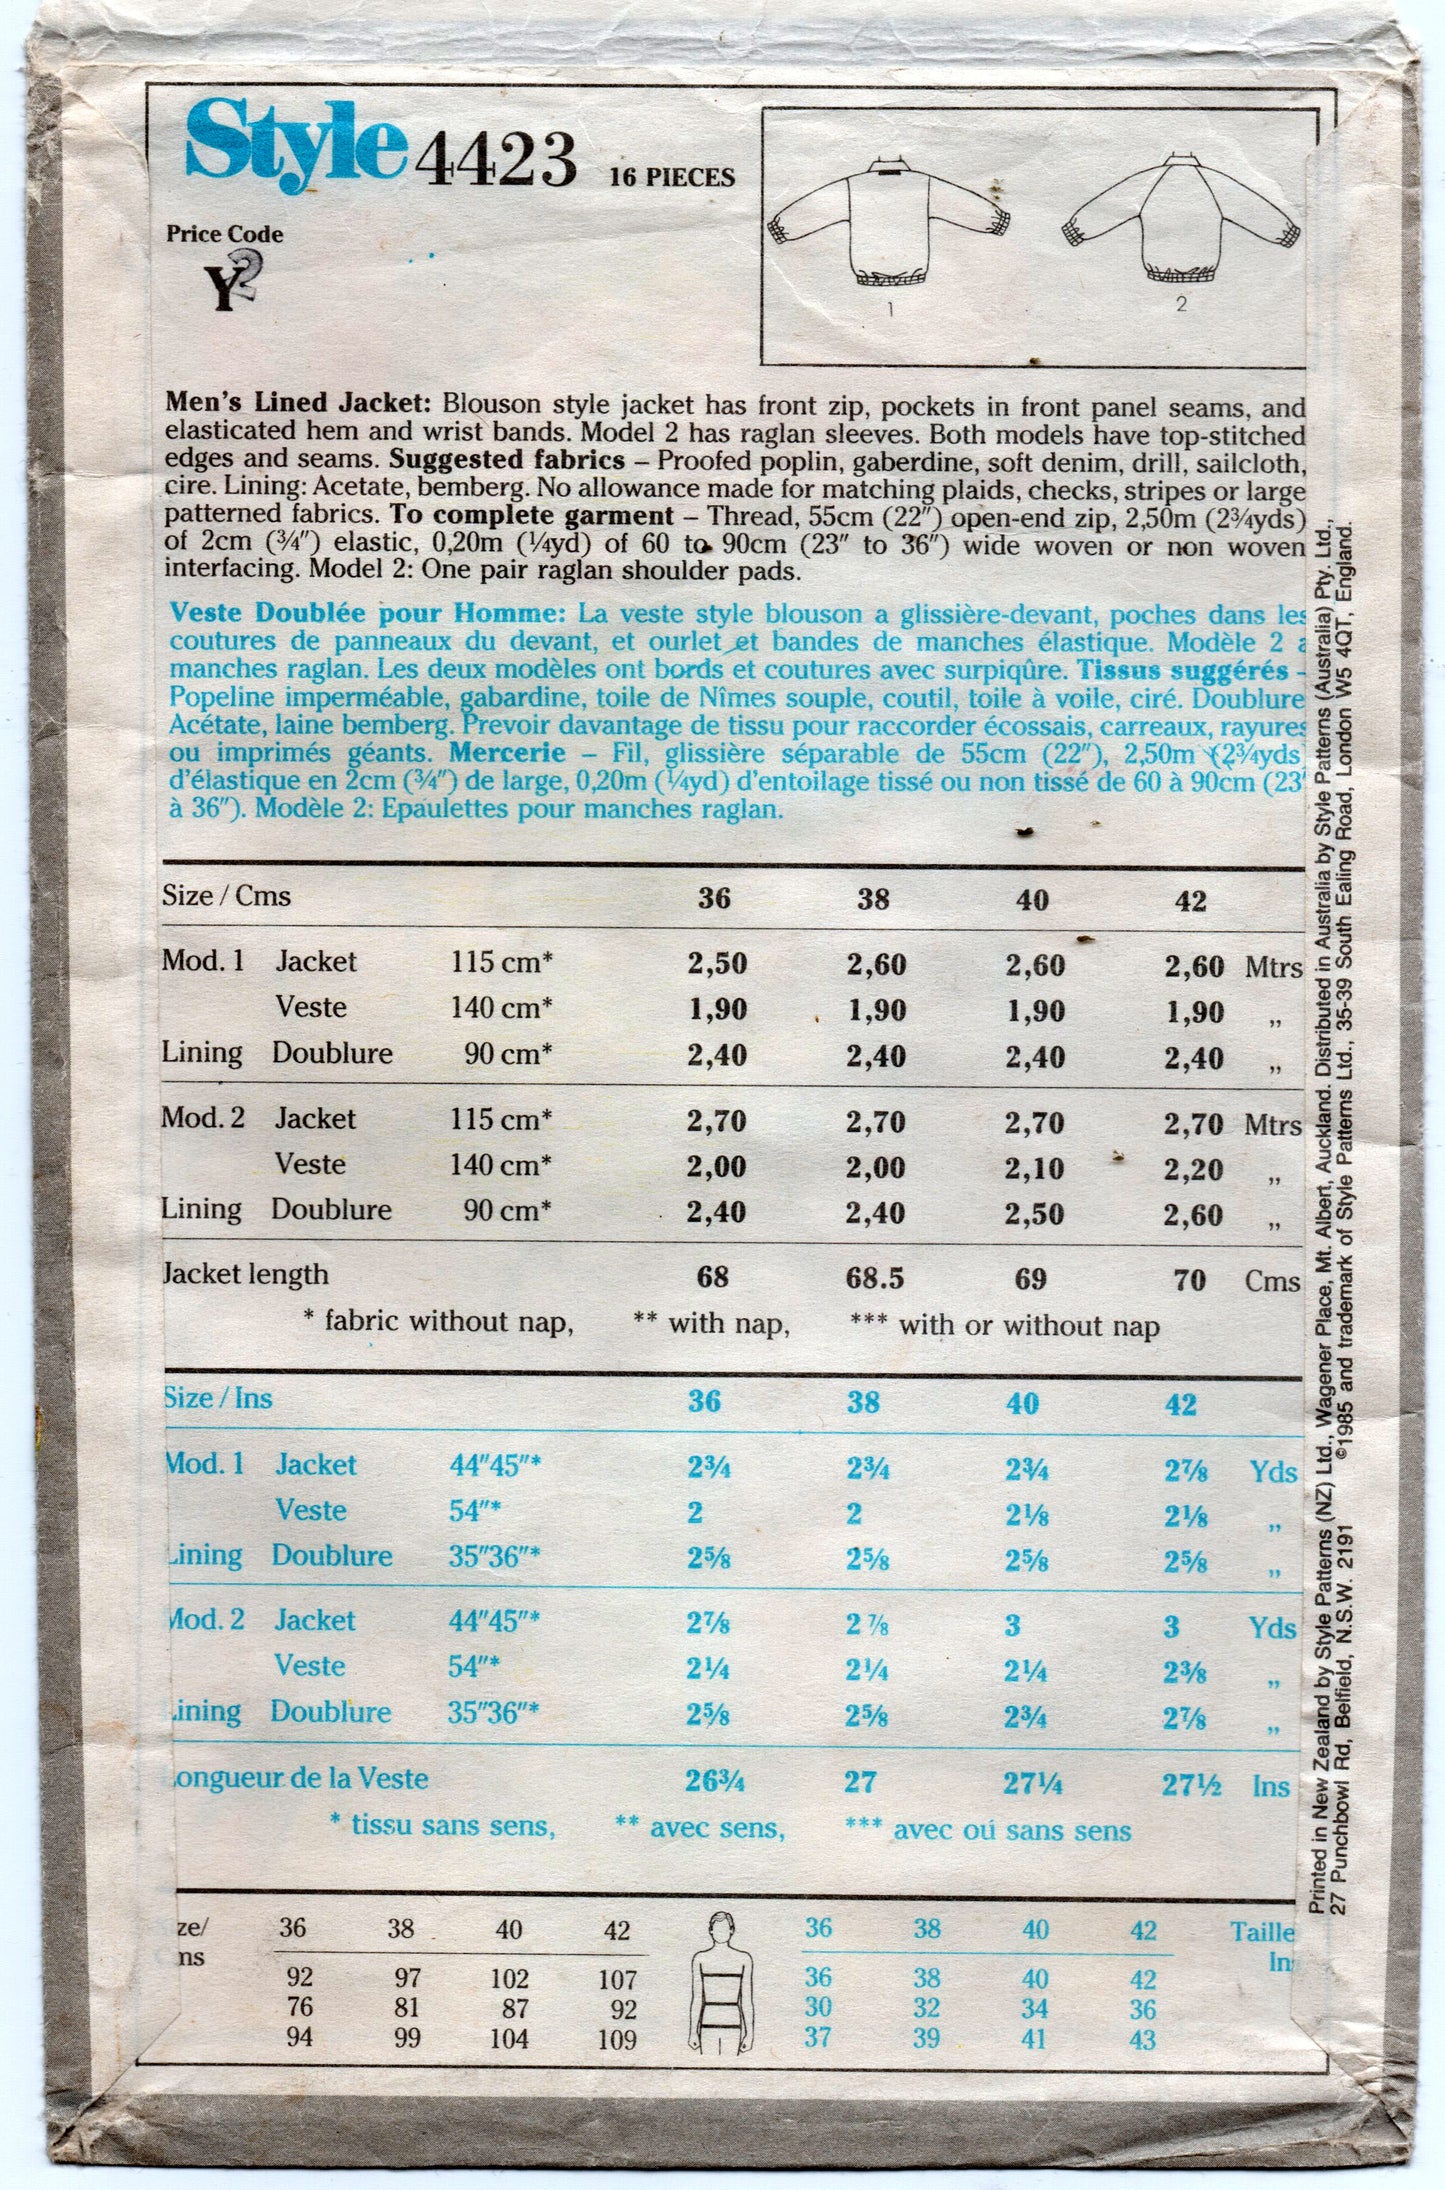 Style 4423 16 PIECES
Price Code
Y2
1 2
Men's Lined Jacket: Blouson style jacket has front zip, pockets in front panel seams, and
elasticated hem and wrist bands. Model 2 has raglan sleeves. Both models have top-stitched
edges and seams. Suggested fabrics – Proofed poplin, gaberdine, soft denim, drill, sailcloth,
cire. Lining: Acetate, bemberg. No allowance made for matching plaids, checks, stripes or large
patterned fabrics. To complete garment – Thread, 55cm (22″) open-end zip, 2,50m (2¾yds)
of 2cm (¾″) elastic, 0,20m (¼yd) of 60 to 90cm (23″ to 36″) wide woven or non woven
interfacing. Model 2: One pair raglan shoulder pads.
Veste Doublée pour Homme: La veste style blouson a glissière-devant, poches dans les
coutures de panneaux du devant, et ourlet et bandes de manches élastique. Modèle 2 a
manches raglan. Les deux modèles ont bords et coutures avec surpiqûre. Tissus suggérés -
Popeline imperméable, gabardine, toile de Nîmes souple, coutil, toile à voile, ciré. Doublure
Acétate, laine bemberg. Prevoir davantage de tissu pour raccorder écossais, carreaux, rayures
ou imprimés géants. Mercerie – Fil, glissière séparable de 55cm (22″), 2,50m (2¾yds)
d'élastique en 2cm (¾″) de large, 0,20m (¼yd) d'entoilage tissé ou non tissé de 60 à 90cm (23″
à 36″). Modèle 2: Epaulettes pour manches raglan.
Size / Cms 36 38 40 42
Mod. 1 Jacket 115 cm* 2,50 2,60 2,60 2,60 Mtrs
Veste 140 cm* 1,90 1,90 1,90 1,90 ,,
Lining Doublure 90 cm* 2,40 2,40 2,40 2,40 ,,
Mod. 2 Jacket 115 cm* 2,70 2,70 2,70 2,70 Mtrs
Veste 140 cm* 2,00 2,00 2,10 2,20 ,,
Lining Doublure 90 cm* 2,40 2,40 2,50 2,60 ,,
Jacket length 68 68.5 69 70 Cms
* fabric without nap, ** with nap, *** with or without nap
Size / Ins 36 38 40 42
Mod. 1 Jacket 44″45″* 2¾ 2¾ 2¾ 2⅞ Yds
Veste 54″* 2 2 2⅛ 2⅛ ,,
Lining Doublure 35″36″* 2⅝ 2⅝ 2⅝ 2⅝ ,,
Mod. 2 Jacket 44″45″* 2⅞ 2 ⅞ 3 3 Yds
Veste 54″* 2¼ 2¼ 2¼ 2⅜ ,,
Lining Doublure 35″36″* 2⅝ 2⅝ 2¾ 2⅞ ,,
Longueur de la Veste 26¾ 27 27¼ 27½ Ins
* tissu sans sens, ** avec sens, *** avec ou sans sens
ze/ 36 38 40 42 36 38 40 42 Taille
ns In
92 97 102 107 36 38 40 42
76 81 87 92 30 32 34 36
94 99 104 109 37 39 41 43
Printed in New Zealand by Style Patterns (NZ) Ltd., Wagener Place, Mt. Albert, Auckland. Distributed in Australia by Style Patterns (Australia) Pty. Ltd.,
27 Punchbowl Rd, Belfield, N.S.W. 2191 ©1985 and trademark of Style Patterns Ltd., 35-39 South Ealing Road, London W5 4QT, England.